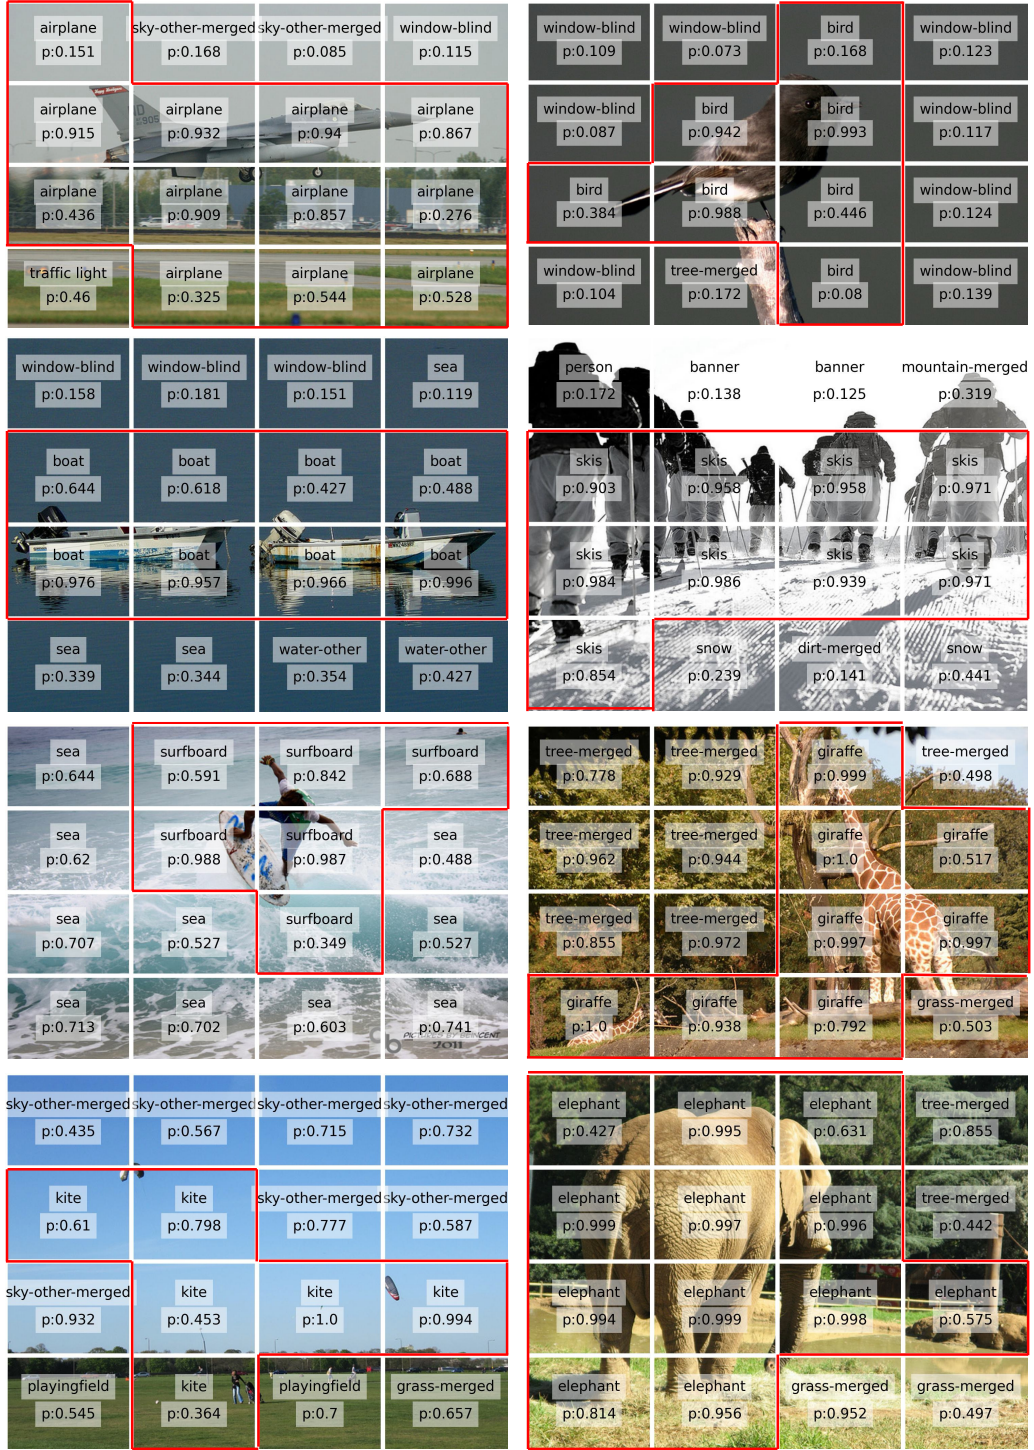 airplane sky-other-merged sky-other-merged window-blind
p:0.151 p:0.168 p:0.085 p:0.115
airplane airplane airplane airplane
p:0.915 p:0.932 p:0.94 p:0.867
airplane airplane airplane airplane
p:0.436 p:0.909 p:0.857 p:0.276
traffic light airplane airplane airplane
p:0.46 p:0.325 p:0.544 p:0.528
window-blind window-blind bird window-blind
p:0.109 p:0.073 p:0.168 p:0.123
window-blind bird bird window-blind
p:0.087 p:0.942 p:0.993 p:0.117
bird bird bird window-blind
p:0.384 p:0.988 p:0.446 p:0.124
window-blind tree-merged bird window-blind
p:0.104 p:0.172 p:0.08 p:0.139
window-blind window-blind window-blind sea
p:0.158 p:0.181 p:0.151 p:0.119
boat boat boat boat
p:0.644 p:0.618 p:0.427 p:0.488
boat boat boat boat
p:0.976 p:0.957 p:0.966 p:0.996
sea sea water-other water-other
p:0.339 p:0.344 p:0.354 p:0.427
person banner banner mountain-merged
p:0.172 p:0.138 p:0.125 p:0.319
skis skis skis skis
p:0.903 p:0.958 p:0.958 p:0.971
skis skis skis skis
p:0.984 p:0.986 p:0.939 p:0.971
skis snow dirt-merged snow
p:0.854 p:0.239 p:0.141 p:0.441
sea surfboard surfboard surfboard
p:0.644 p:0.591 p:0.842 p:0.688
sea surfboard surfboard sea
p:0.62 p:0.988 p:0.987 p:0.488
sea sea surfboard sea
p:0.707 p:0.527 p:0.349 p:0.527
sea sea sea sea
p:0.713 p:0.702 p:0.603 p:0.741
2011
tree-merged tree-merged giraffe tree-merged
p:0.778 p:0.929 p:0.999 p:0.498
tree-merged tree-merged giraffe giraffe
p:0.962 p:0.944 p:1.0 p:0.517
tree-merged tree-merged giraffe giraffe
p:0.855 p:0.972 p:0.997 p:0.997
giraffe giraffe giraffe grass-merged
p:1.0 p:0.938 p:0.792 p:0.503
sky-other-merged sky-other-merged sky-other-merged sky-other-merged
p:0.435 p:0.567 p:0.715 p:0.732
kite kite sky-other-merged sky-other-merged
p:0.61 p:0.798 p:0.777 p:0.587
sky-other-merged kite kite kite
p:0.932 p:0.453 p:1.0 p:0.994
playingfield kite playingfield grass-merged
p:0.545 p:0.364 p:0.7 p:0.657
elephant elephant elephant tree-merged
p:0.427 p:0.995 p:0.631 p:0.855
elephant elephant elephant tree-merged
p:0.999 p:0.997 p:0.996 p:0.442
elephant elephant elephant elephant
p:0.994 p:0.999 p:0.998 p:0.575
elephant elephant grass-merged grass-merged
p:0.814 p:0.956 p:0.952 p:0.497